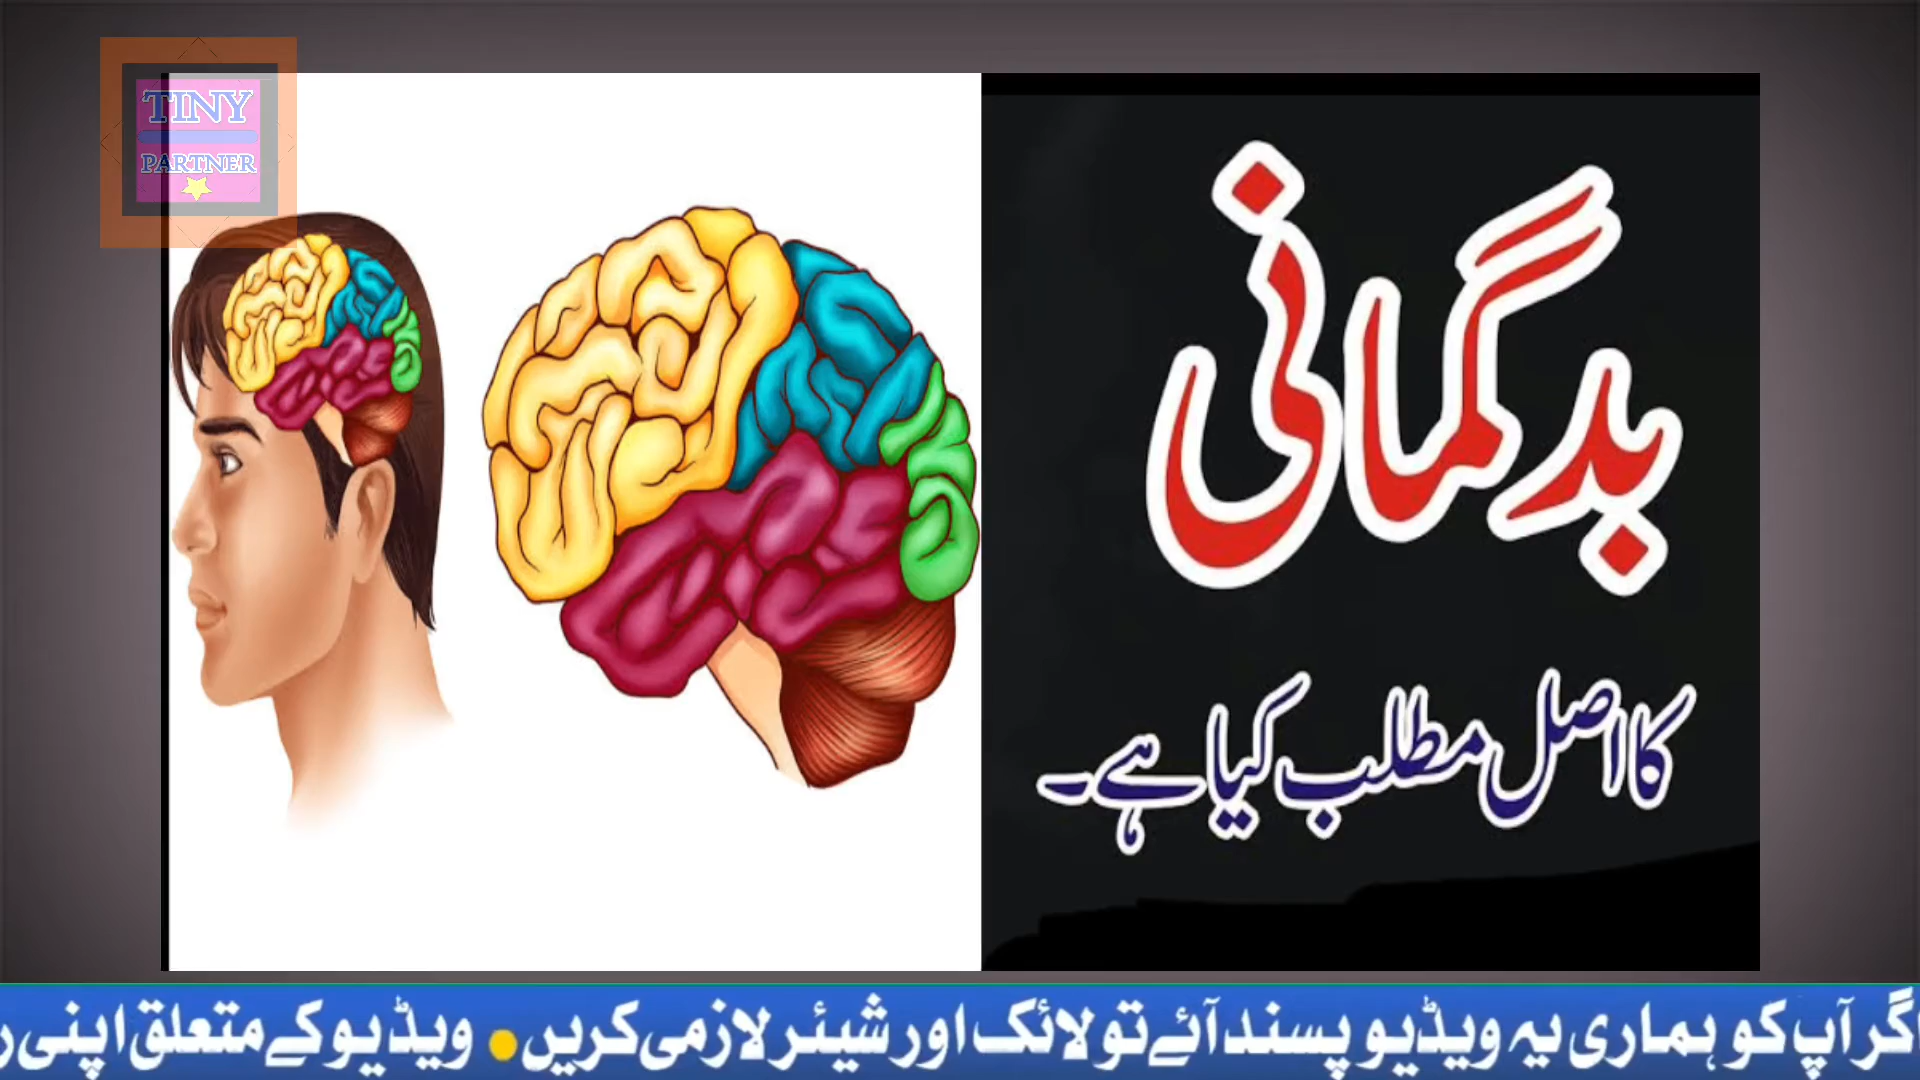 TINY
PARTNER
بدگمانی
کا اصل مطلب کیا ہے۔
گر آپ کو ہماری یہ ویڈیو پسند آئے تو لائک اور شیئر لازمی کریں ● ویڈیو کے متعلق اپنی ر